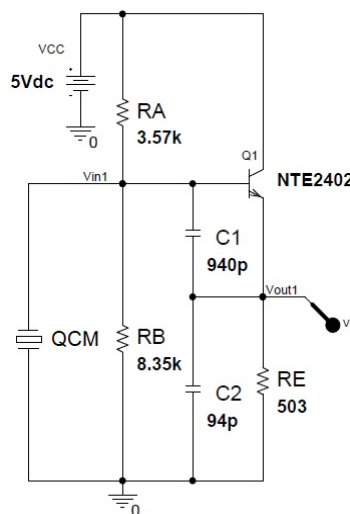 VCC
5Vdc
+
-
0
RA
3.57k
Q1
NTE2402
Vin1
C1
940p
Vout1
V
QCM
RB
8.35k
C2
94p
RE
503
0